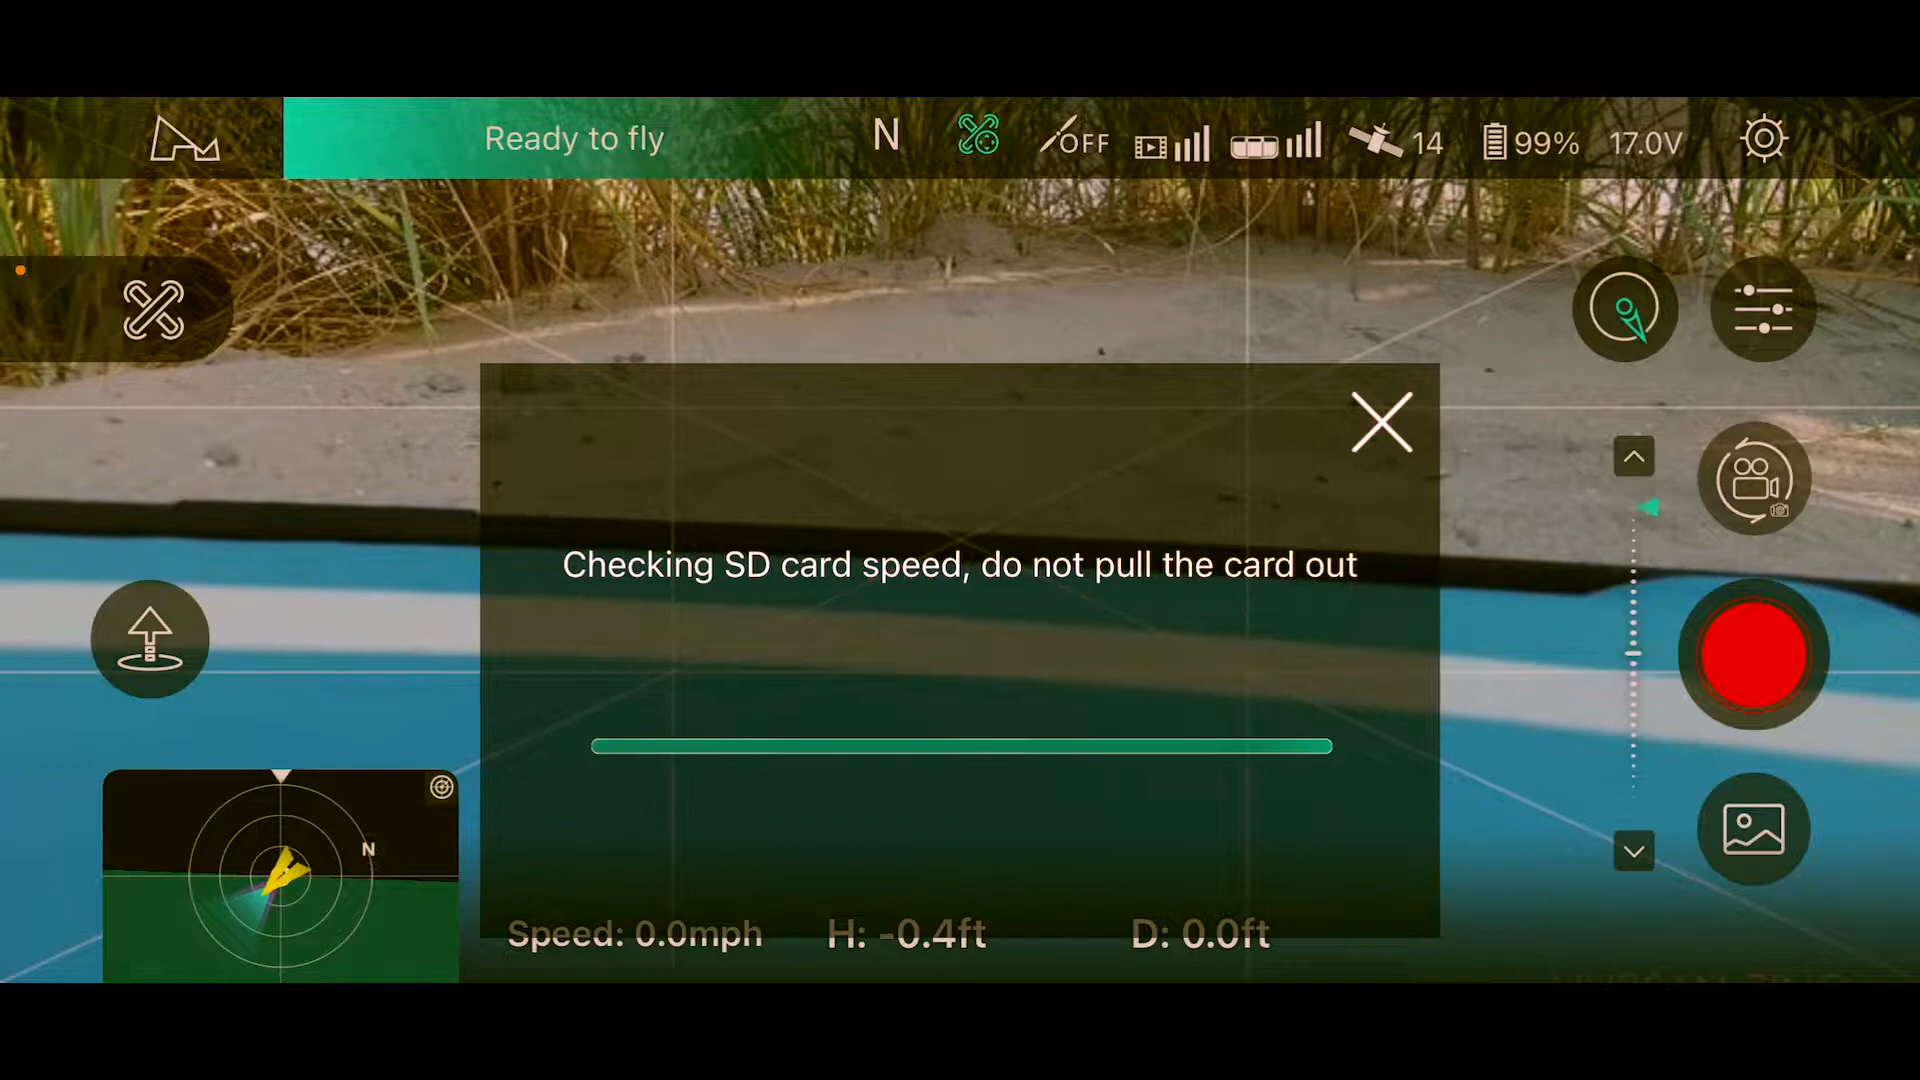 Ready to fly
N
OFF
14
99%
17.0V
Checking SD card speed, do not pull the card out
N
Speed: 0.0mph
H: -0.4ft
D: 0.0ft